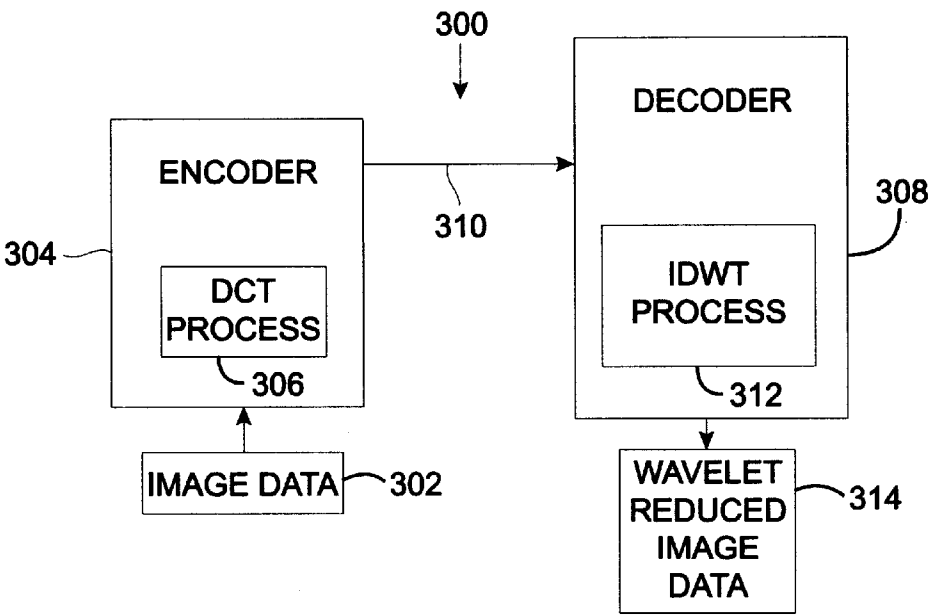 300
DECODER
ENCODER
310
308
304
IDWT
PROCESS
DCT
PROCESS
306
312
IMAGE DATA
302
WAVELET
REDUCED
IMAGE
DATA
314